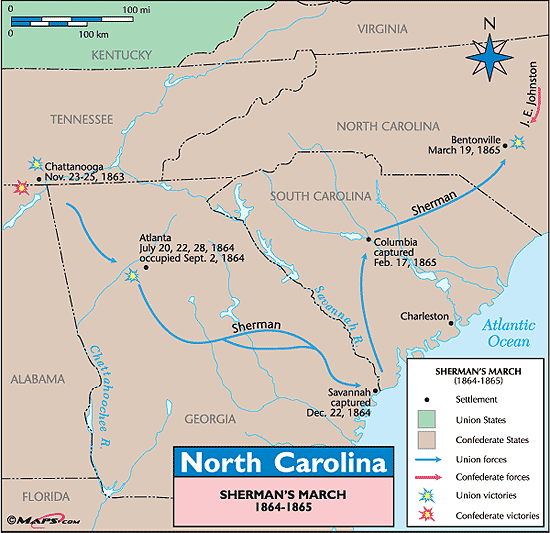 0 100 mi
0 100 km
KENTUCKY
VIRGINIA
N
TENNESSEE
NORTH CAROLINA
J. E. Johnston
Bentonville
March 19, 1865
Chattanooga
Nov. 23-25, 1863
SOUTH CAROLINA
Sherman
Atlanta
July 20, 22, 28, 1864
occupied Sept. 2, 1864
Columbia
captured
Feb. 17, 1865
Savannah R.
Sherman
Charleston
Atlantic
Ocean
Chattahoochee R.
ALABAMA
GEORGIA
Savannah
captured
Dec. 22, 1864
FLORIDA
North Carolina
SHERMAN'S MARCH
1864-1865
SHERMAN'S MARCH
(1864-1865)
Settlement
Union States
Confederate States
Union forces
Confederate forces
Union victories
Confederate victories
©MAPS.COM